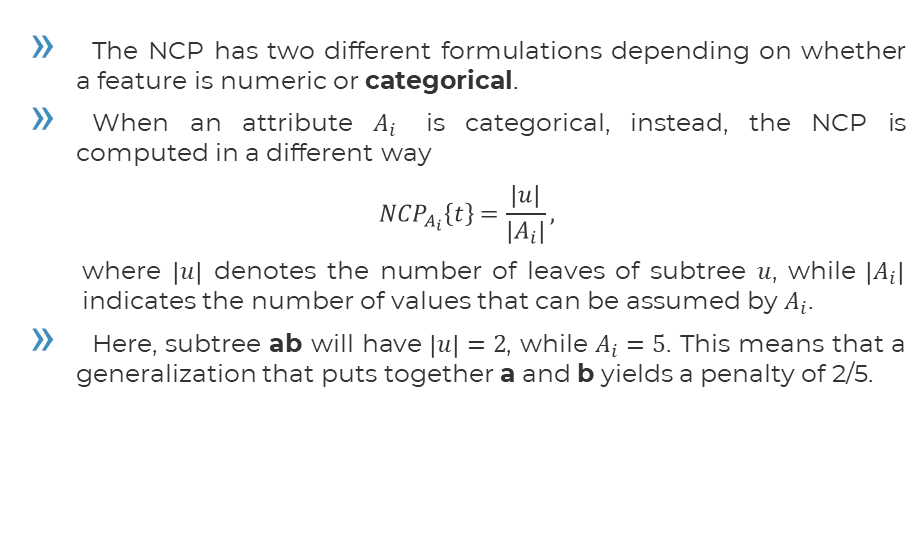 » The NCP has two different formulations depending on whether
a feature is numeric or categorical.
» When an attribute A_i is categorical, instead, the NCP is
computed in a different way
NCP_{A_i}{t} = |u| / |A_i|,
where |u| denotes the number of leaves of subtree u, while |A_i|
indicates the number of values that can be assumed by A_i.
» Here, subtree ab will have |u| = 2, while A_i = 5. This means that a
generalization that puts together a and b yields a penalty of 2/5.